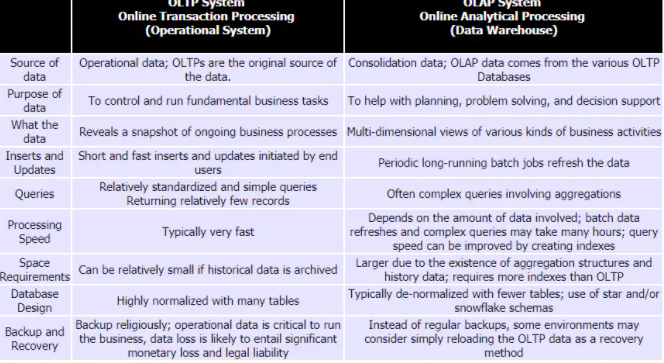 OLTP System
Online Transaction Processing
(Operational System)
OLAP System
Online Analytical Processing
(Data Warehouse)
Source of
data
Operational data; OLTPs are the original source of
the data.
Consolidation data; OLAP data comes from the various OLTP
Databases
Purpose of
data
To control and run fundamental business tasks
To help with planning, problem solving, and decision support
What the
data
Reveals a snapshot of ongoing business processes
Multi-dimensional views of various kinds of business activities
Inserts and
Updates
Short and fast inserts and updates initiated by end
users
Periodic long-running batch jobs refresh the data
Queries
Relatively standardized and simple queries
Returning relatively few records
Often complex queries involving aggregations
Processing
Speed
Typically very fast
Depends on the amount of data involved; batch data
refreshes and complex queries may take many hours; query
speed can be improved by creating indexes
Space
Requirements
Can be relatively small if historical data is archived
Larger due to the existence of aggregation structures and
history data; requires more indexes than OLTP
Database
Design
Highly normalized with many tables
Typically de-normalized with fewer tables; use of star and/or
snowflake schemas
Backup and
Recovery
Backup religiously; operational data is critical to run
the business, data loss is likely to entail significant
monetary loss and legal liability
Instead of regular backups, some environments may
consider simply reloading the OLTP data as a recovery
method